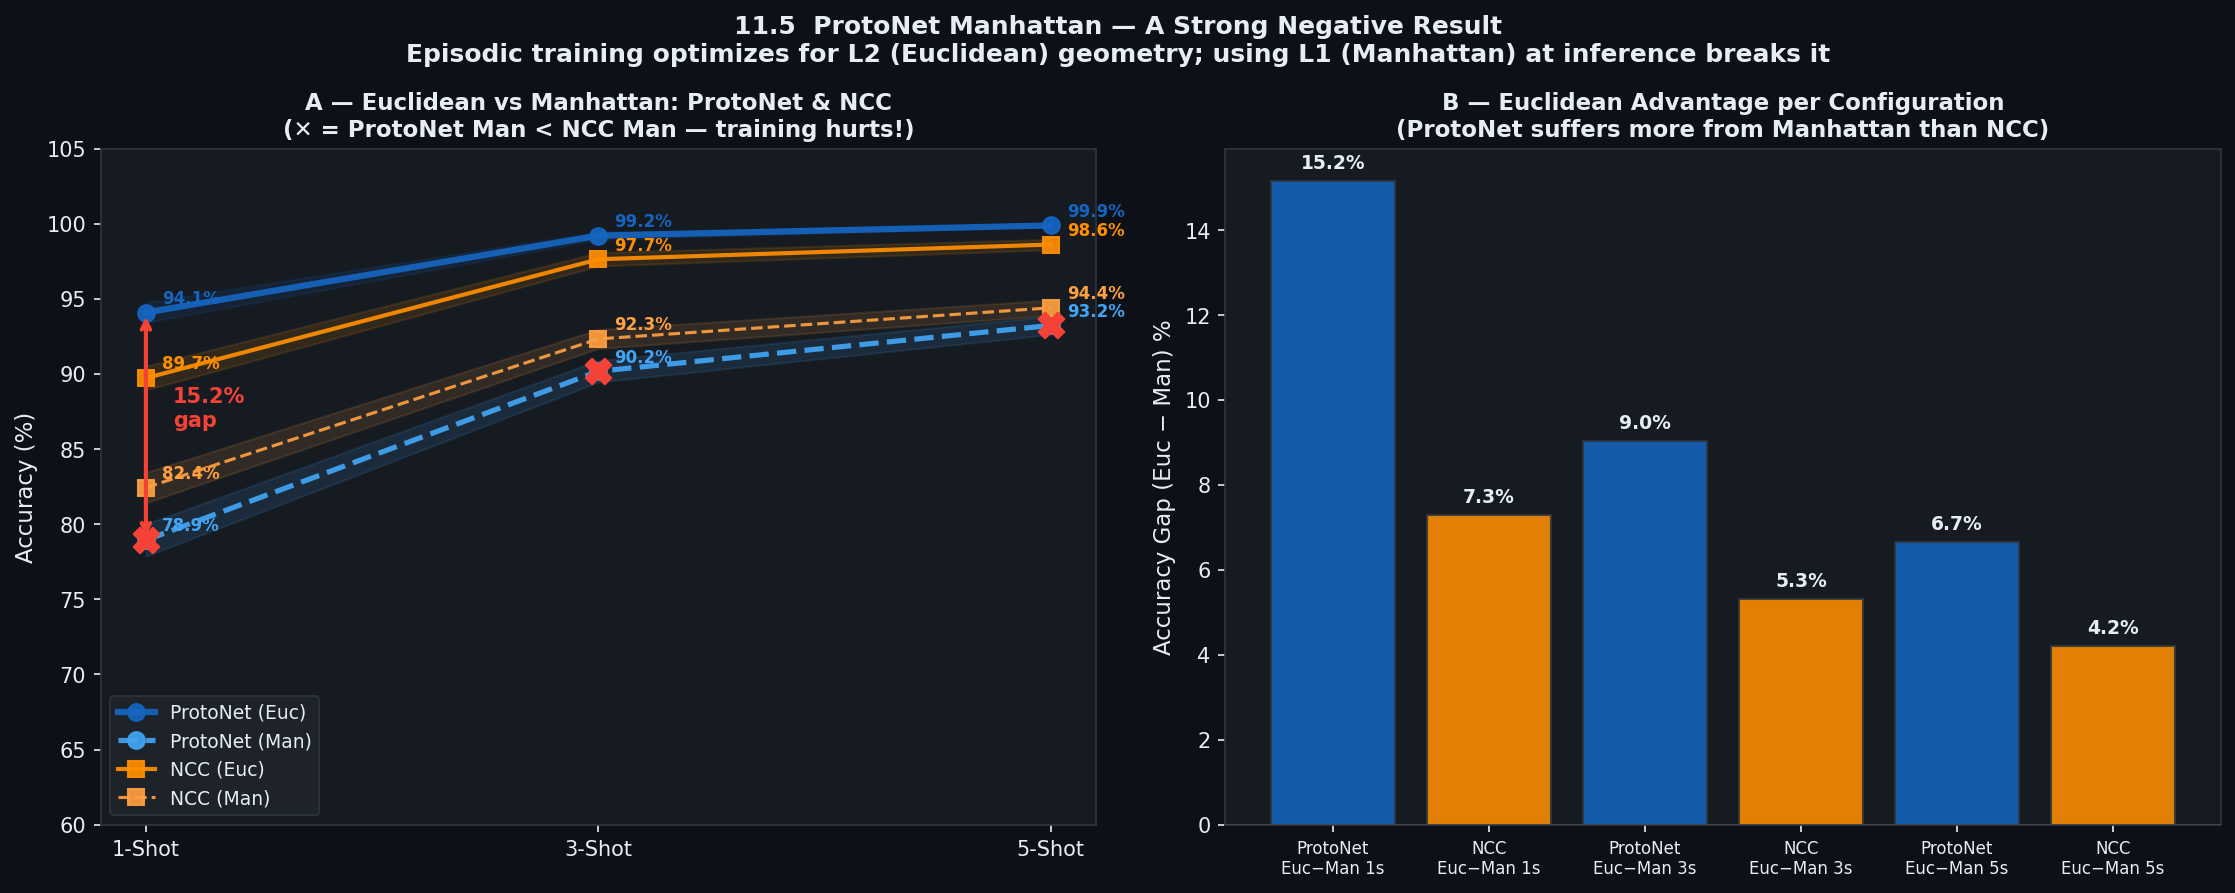 11.5  ProtoNet Manhattan — A Strong Negative Result
Episodic training optimizes for L2 (Euclidean) geometry; using L1 (Manhattan) at inference breaks it
A — Euclidean vs Manhattan: ProtoNet & NCC
(× = ProtoNet Man < NCC Man — training hurts!)
Accuracy (%)
105
100
95
90
85
80
75
70
65
60
94.1%
99.2%
99.9%
89.7%
97.7%
98.6%
82.4%
92.3%
94.4%
78.9%
90.2%
93.2%
15.2%
gap
ProtoNet (Euc)
ProtoNet (Man)
NCC (Euc)
NCC (Man)
1-Shot
3-Shot
5-Shot
B — Euclidean Advantage per Configuration
(ProtoNet suffers more from Manhattan than NCC)
Accuracy Gap (Euc − Man) %
14
12
10
8
6
4
2
0
15.2%
7.3%
9.0%
5.3%
6.7%
4.2%
ProtoNet
Euc−Man 1s
NCC
Euc−Man 1s
ProtoNet
Euc−Man 3s
NCC
Euc−Man 3s
ProtoNet
Euc−Man 5s
NCC
Euc−Man 5s